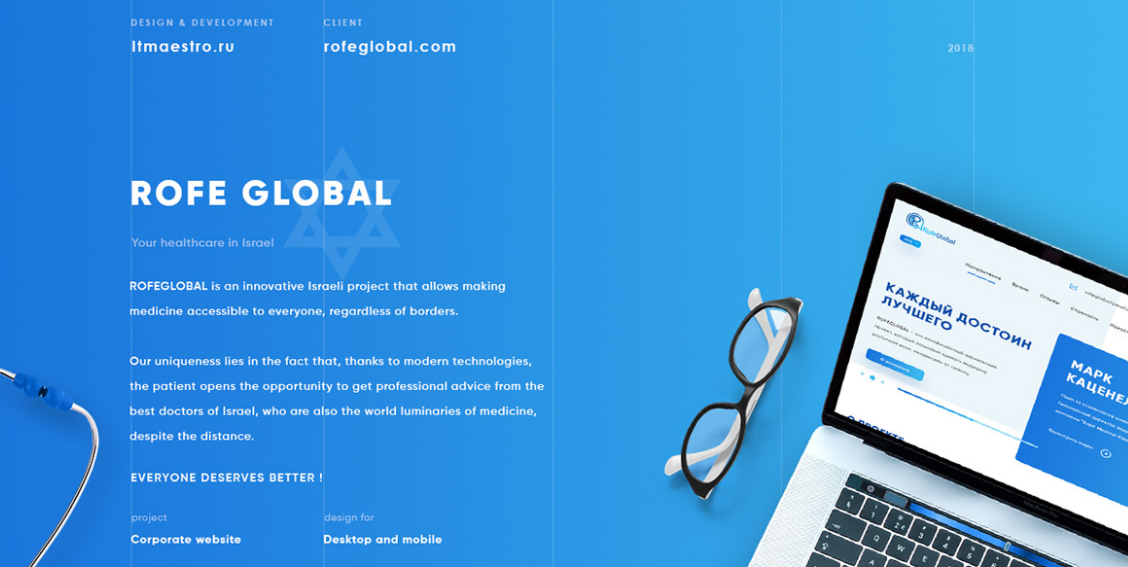 DESIGN & DEVELOPMENT
CLIENT
ltmaestro.ru
rofeglobal.com
2018
ROFE GLOBAL
Your healthcare in Israel
ROFEGLOBAL is an innovative Israeli project that allows making
medicine accessible to everyone, regardless of borders.
Our uniqueness lies in the fact that, thanks to modern technologies,
the patient opens the opportunity to get professional advice from the
best doctors of Israel, who are also the world luminaries of medicine,
despite the distance.
EVERYONE DESERVES BETTER !
project
design for
Corporate website
Desktop and mobile
RofeGlobal
КАЖДЫЙ ДОСТОИН
ЛУЧШЕГО
МАРК
О ПРОЕКТЕ